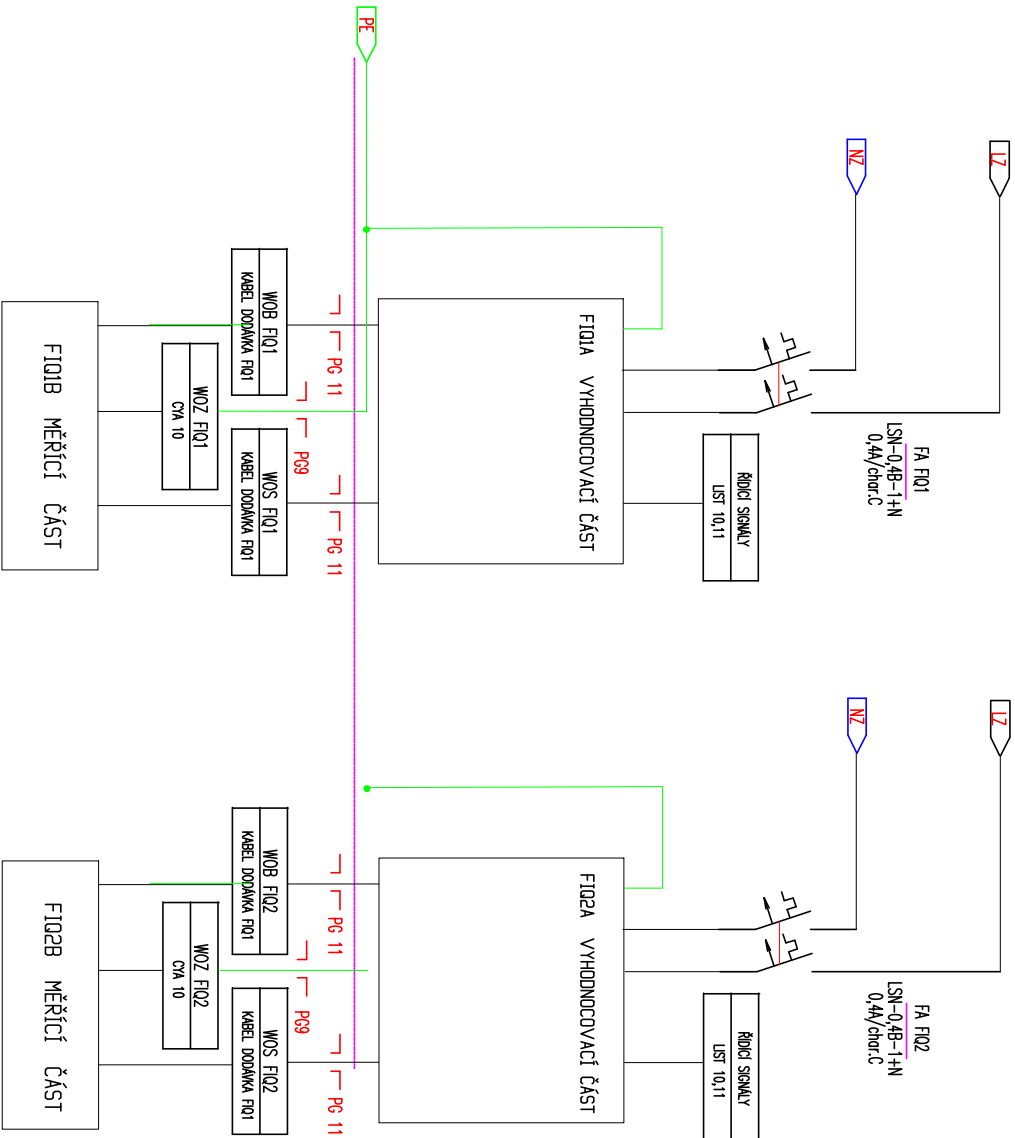 LZ
NZ
PE
FA FIQ1
LSN-0,4B-1+N
0,4A/char.C
ŘÍDÍCÍ SIGNÁLY
LIST 10,11
FIQ1A VYHODNOCOVACÍ ČÁST
PG 11
PG9
PG 11
WOB FIQ1
KABEL DODÁVKA FIQ1
WOZ FIQ1
CYA 10
WOS FIQ1
KABEL DODÁVKA FIQ1
FIQ1B MĚŘÍCÍ ČÁST
LZ
NZ
FA FIQ2
LSN-0,4B-1+N
0,4A/char.C
ŘÍDÍCÍ SIGNÁLY
LIST 10,11
FIQ2A VYHODNOCOVACÍ ČÁST
PG 11
PG9
PG 11
WOB FIQ2
KABEL DODÁVKA FIQ1
WOZ FIQ2
CYA 10
WOS FIQ2
KABEL DODÁVKA FIQ1
FIQ2B MĚŘÍCÍ ČÁST